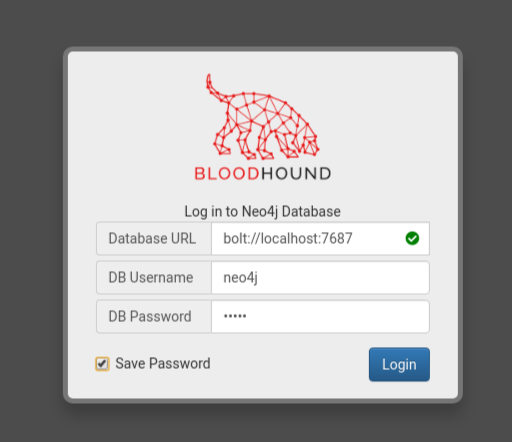 BLOODHOUND
Log in to Neo4j Database
Database URL bolt://localhost:7687
DB Username neo4j
DB Password •••••
Save Password
Login